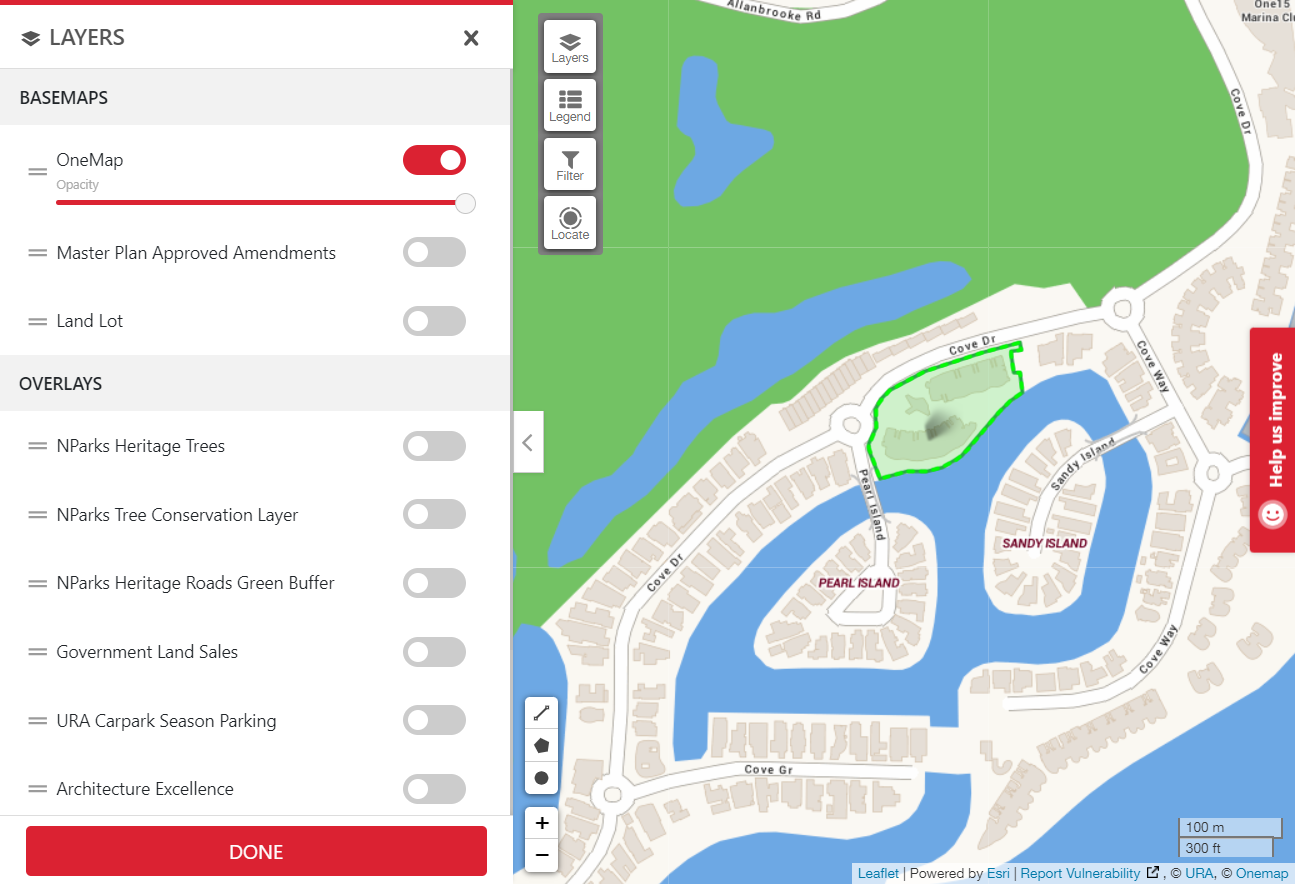 LAYERS
BASEMAPS
OneMap
Opacity
Master Plan Approved Amendments
Land Lot
OVERLAYS
NParks Heritage Trees
NParks Tree Conservation Layer
NParks Heritage Roads Green Buffer
Government Land Sales
URA Carpark Season Parking
Architecture Excellence
DONE
Layers
Legend
Filter
Locate
Allanbrooke Rd
One15
Marina Clu
Cove Dr
Cove Dr
Cove Way
Sandy Island
Pearl Island
SANDY ISLAND
PEARL ISLAND
Cove Dr
Cove Way
Cove Gr
Help us improve
+
−
100 m
300 ft
Leaflet | Powered by Esri | Report Vulnerability , © URA, © Onemap